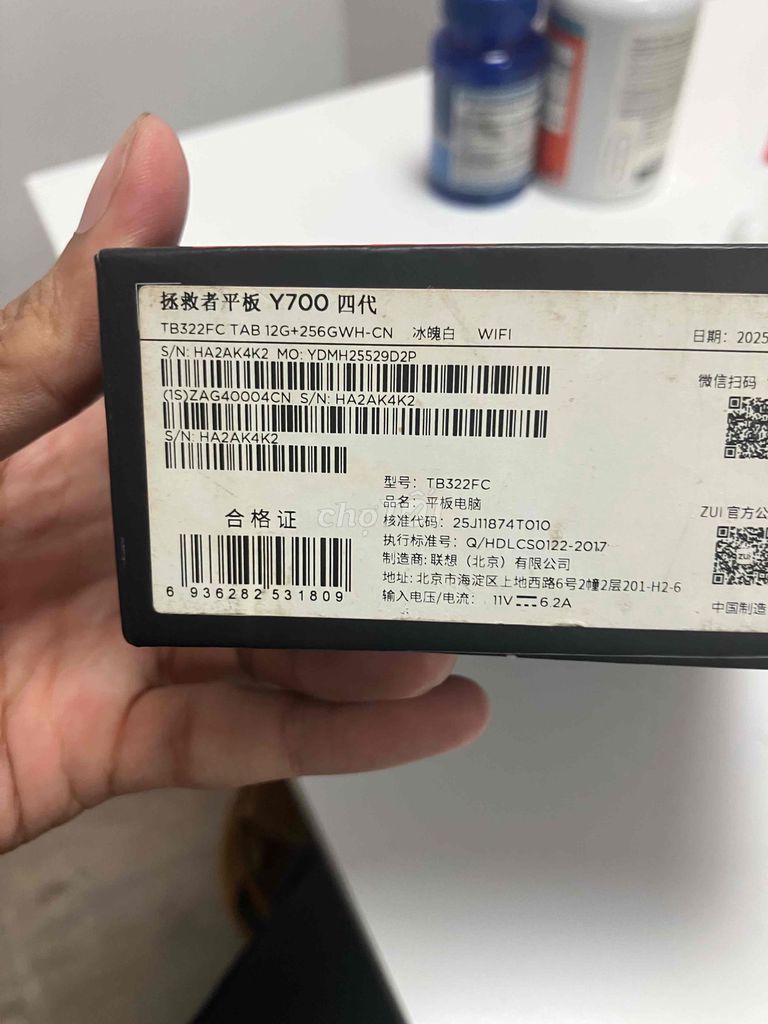 拯救者平板 Y700 四代
TB322FC TAB 12G+256GWH-CN 冰魄白 WIFI
日期: 2025
S/N: HA2AK4K2 MO: YDMH25529D2P
微信扫码
(1S)ZAG40004CN S/N: HA2AK4K2
S/N: HA2AK4K2
型号: TB322FC
品名: 平板电脑
核准代码: 25J11874T010
执行标准号: Q/HDLCS0122-2017
制造商: 联想（北京）有限公司
地址: 北京市海淀区上地西路6号2幢2层201-H2-6
输入电压/电流: 11V⎓6.2A
合格证
6 936282 531809
ZUI 官方公
ZUI
中国制造
chợ